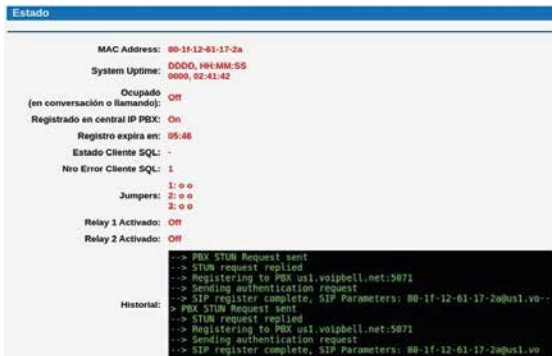 Estado
MAC Address: 80-1f-12-61-17-2a
System Uptime: DDDD, HH:MM:SS
0000, 02:41:42
Ocupado
(en conversación o llamando): Off
Registrado en central IP PBX: On
Registro expira en: 05:46
Estado Cliente SQL: -
Nro Error Cliente SQL: 1
Jumpers: 1: o o
2: o o
3: o o
Relay 1 Activado: Off
Relay 2 Activado: Off
Historial:
--> PBX STUN Request sent
--> STUN request replied
--> Registering to PBX us1.voipbell.net:5071
--> Sending authentication request
--> SIP register complete, SIP Parameters: 80-1f-12-61-17-2a@us1.vo--
> PBX STUN Request sent
--> STUN request replied
--> Registering to PBX us1.voipbell.net:5071
--> Sending authentication request
--> SIP register complete, SIP Parameters: 80-1f-12-61-17-2a@us1.vo